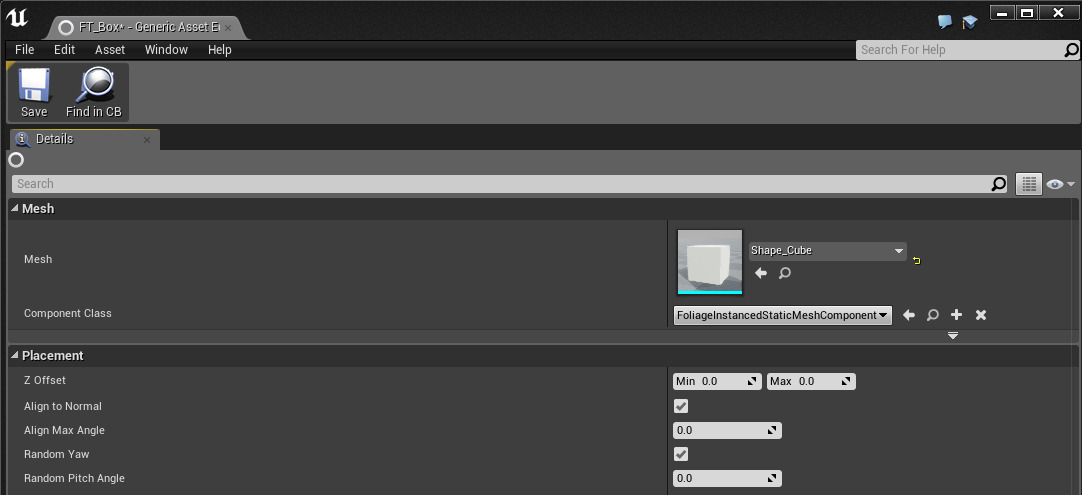 FT_Box* - Generic Asset E
File Edit Asset Window Help
Search For Help
Save Find in CB
Details
Search
Mesh
Mesh
Shape_Cube
Component Class
FoliageInstancedStaticMeshComponent
Placement
Z Offset
Min 0.0 Max 0.0
Align to Normal
Align Max Angle
0.0
Random Yaw
Random Pitch Angle
0.0